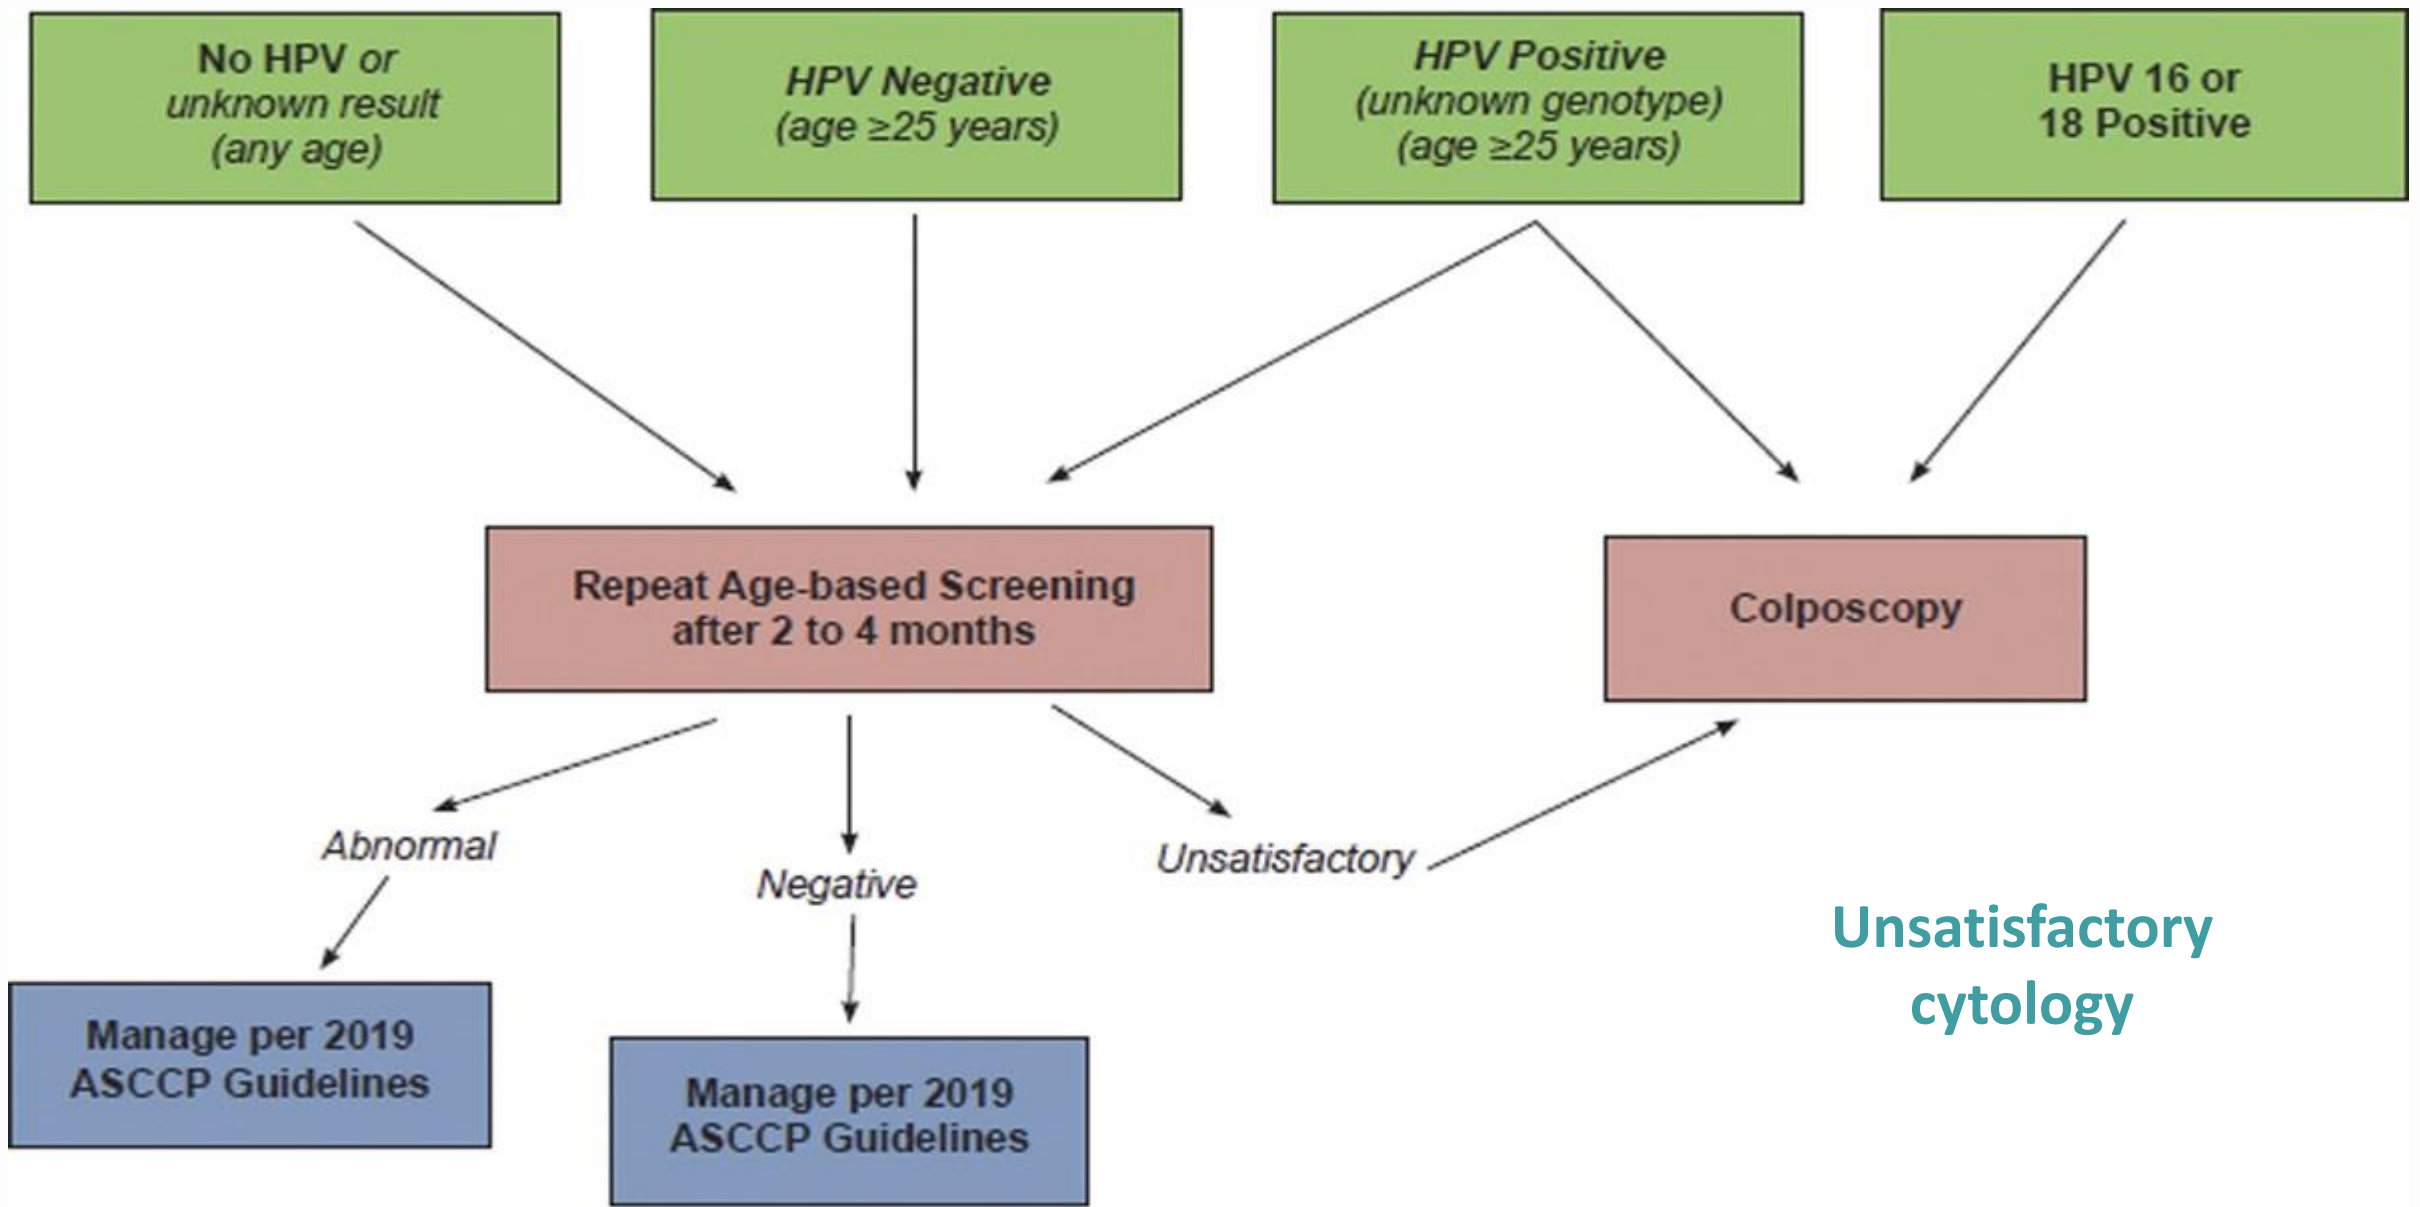 No HPV or
unknown result
(any age)
HPV Negative
(age ≥25 years)
HPV Positive
(unknown genotype)
(age ≥25 years)
HPV 16 or
18 Positive
Repeat Age-based Screening
after 2 to 4 months
Colposcopy
Abnormal
Negative
Unsatisfactory
Manage per 2019
ASCCP Guidelines
Manage per 2019
ASCCP Guidelines
Unsatisfactory
cytology